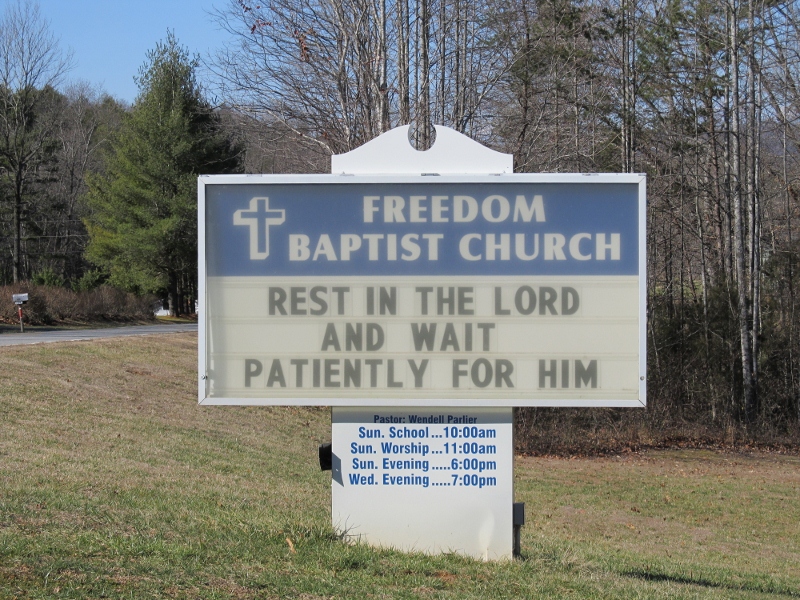 FREEDOM
BAPTIST CHURCH
REST IN THE LORD
AND WAIT
PATIENTLY FOR HIM
Pastor: Wendell Parlier
Sun. School ...10:00am
Sun. Worship ...11:00am
Sun. Evening .....6:00pm
Wed. Evening .....7:00pm